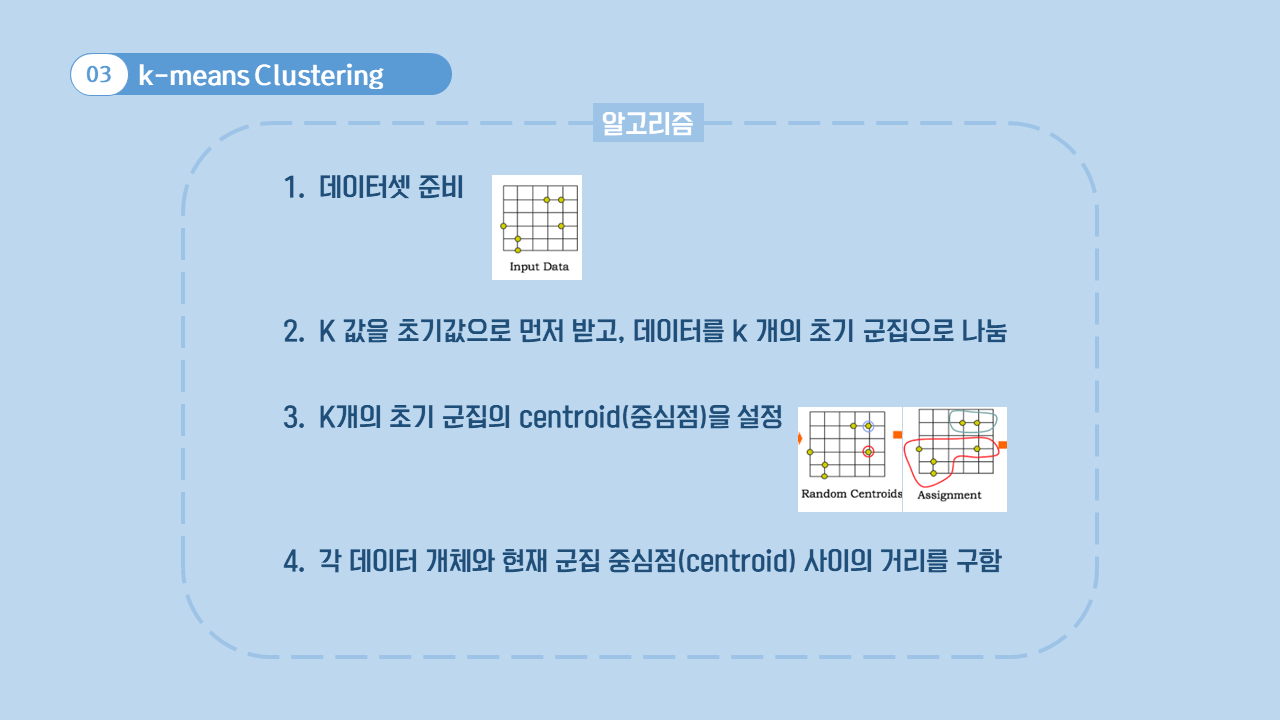 03 k-means Clustering
알고리즘
1. 데이터셋 준비
Input Data
2. K 값을 초기값으로 먼저 받고, 데이터를 k 개의 초기 군집으로 나눔
3. K개의 초기 군집의 centroid(중심점)을 설정
Random Centroids
Assignment
4. 각 데이터 개체와 현재 군집 중심점(centroid) 사이의 거리를 구함